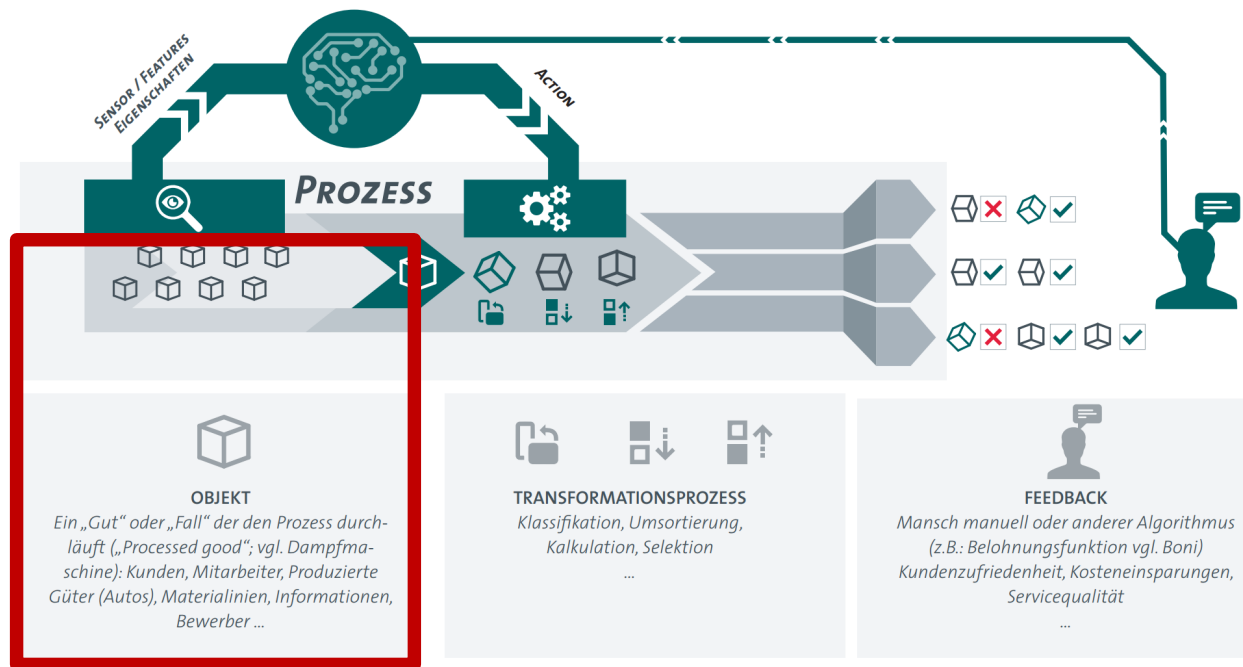 SENSOR / FEATURES
EIGENSCHAFTEN
ACTION
PROZESS
OBJEKT
Ein „Gut“ oder „Fall“ der den Prozess durch-
läuft („Processed good“; vgl. Dampfma-
schine): Kunden, Mitarbeiter, Produzierte
Güter (Autos), Materialinien, Informationen,
Bewerber ...
TRANSFORMATIONSPROZESS
Klassifikation, Umsortierung,
Kalkulation, Selektion
...
FEEDBACK
Mansch manuell oder anderer Algorithmus
(z.B.: Belohnungsfunktion vgl. Boni)
Kundenzufriedenheit, Kosteneinsparungen,
Servicequalität
...